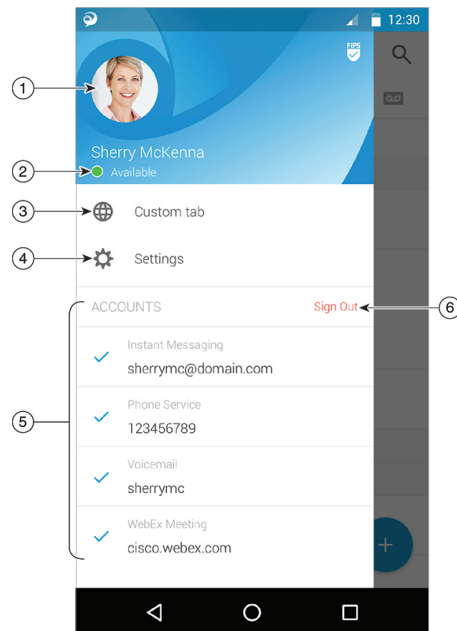 12:30
FIPS
1
Sherry McKenna
2
Available
3
Custom tab
4
Settings
ACCOUNTS
Sign Out
6
Instant Messaging
sherrymc@domain.com
5
Phone Service
123456789
Voicemail
sherrymc
WebEx Meeting
cisco.webex.com